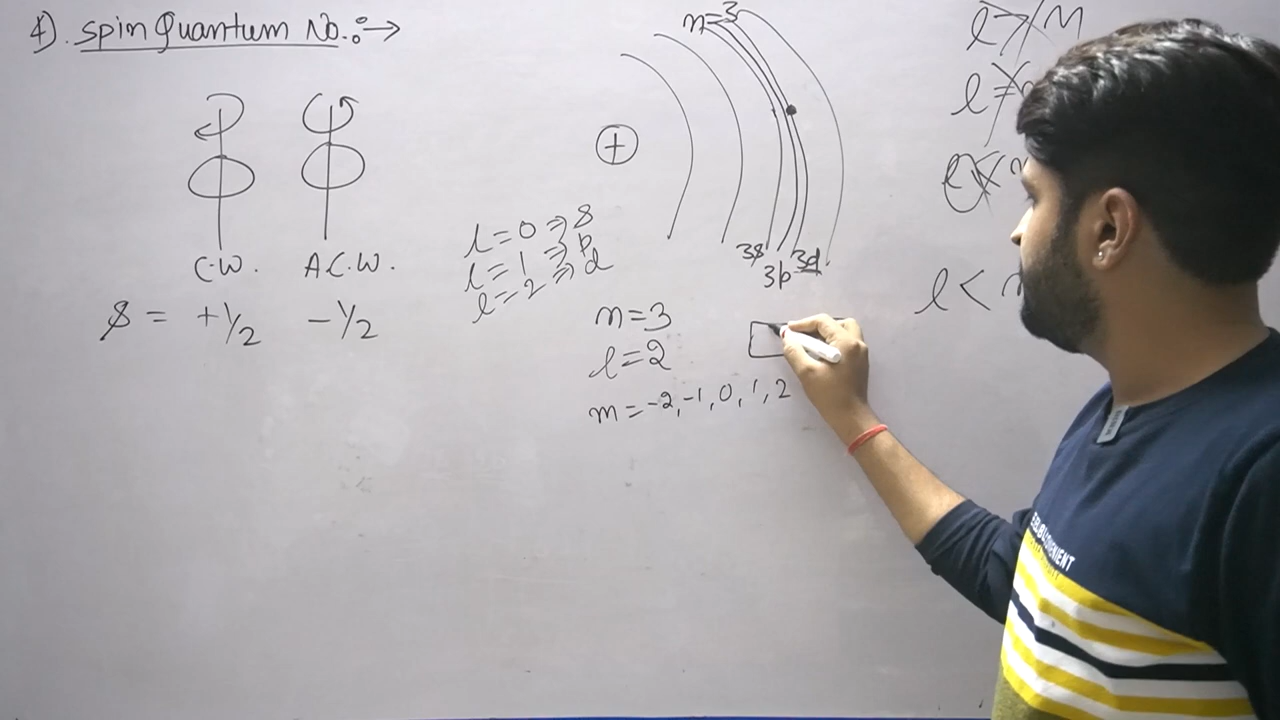 4). Spin Quantum No.:→
C.W. A.C.W.
s = +1/2 -1/2
n=3
+
3s 3p 3d
l=0 ⇒ s
l=1 ⇒ p
l=2 ⇒ d
n=3
l=2
m=-2,-1,0,1,2
l ≯ n
l ≠
l <